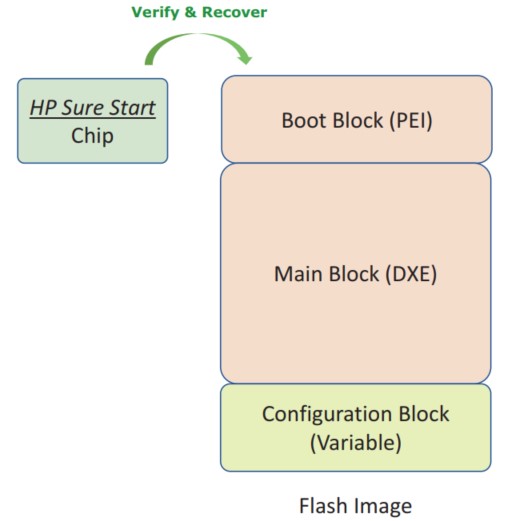 Verify & Recover
HP Sure Start
Chip
Boot Block (PEI)
Main Block (DXE)
Configuration Block
(Variable)
Flash Image